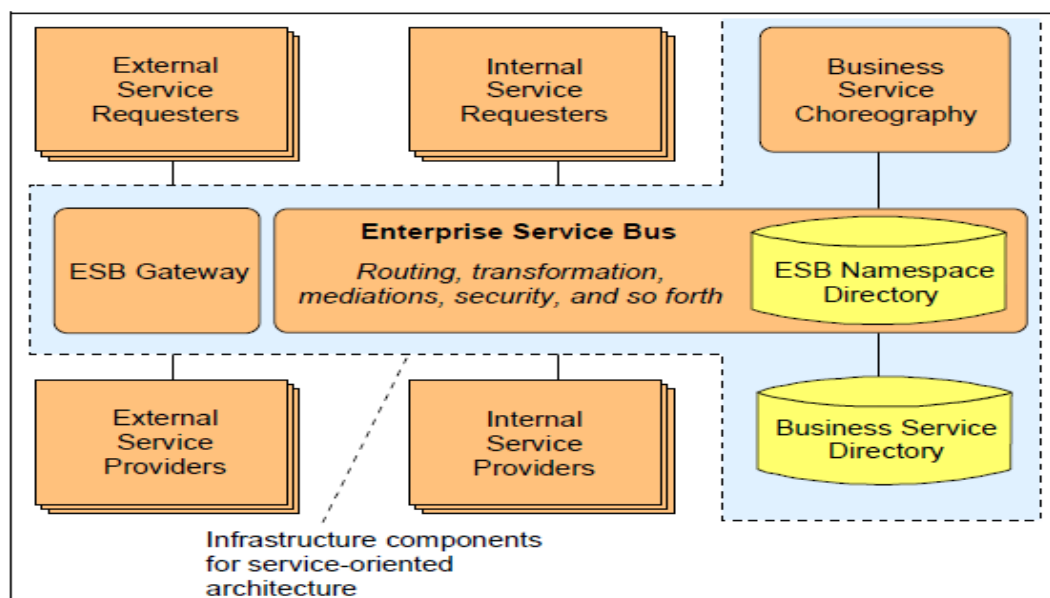 External
Service
Requesters
Internal
Service
Requesters
Business
Service
Choreography
ESB Gateway
Enterprise Service Bus
Routing, transformation,
mediations, security, and so forth
ESB Namespace
Directory
External
Service
Providers
Internal
Service
Providers
Business Service
Directory
Infrastructure components
for service-oriented
architecture